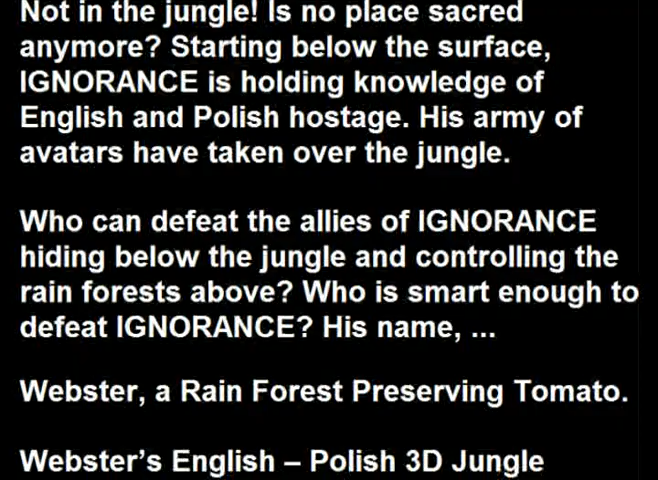 Not in the jungle! Is no place sacred
anymore? Starting below the surface,
IGNORANCE is holding knowledge of
English and Polish hostage. His army of
avatars have taken over the jungle.
Who can defeat the allies of IGNORANCE
hiding below the jungle and controlling the
rain forests above? Who is smart enough to
defeat IGNORANCE? His name, ...
Webster, a Rain Forest Preserving Tomato.
Webster’s English – Polish 3D Jungle